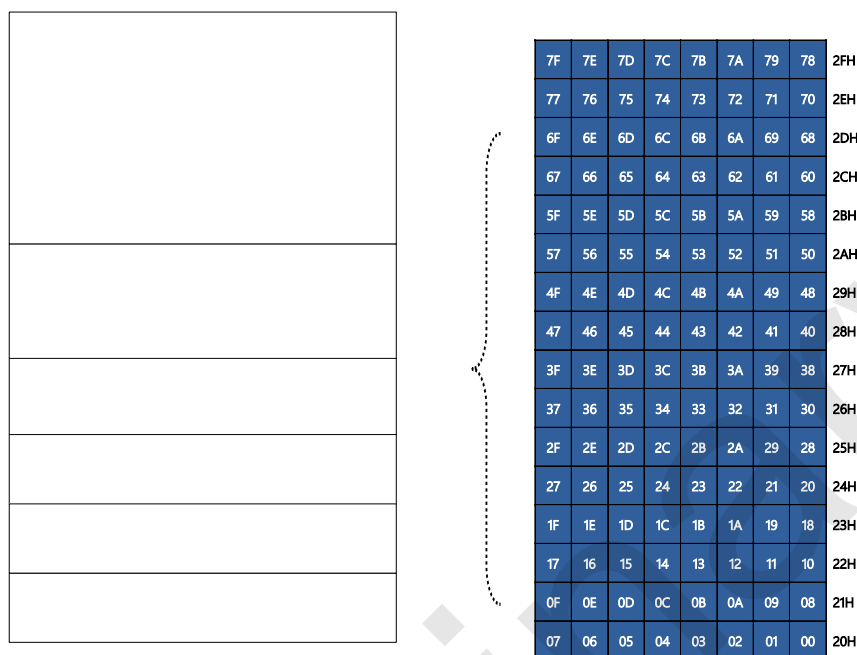 7F 7E 7D 7C 7B 7A 79 78 2FH
77 76 75 74 73 72 71 70 2EH
6F 6E 6D 6C 6B 6A 69 68 2DH
67 66 65 64 63 62 61 60 2CH
5F 5E 5D 5C 5B 5A 59 58 2BH
57 56 55 54 53 52 51 50 2AH
4F 4E 4D 4C 4B 4A 49 48 29H
47 46 45 44 43 42 41 40 28H
3F 3E 3D 3C 3B 3A 39 38 27H
37 36 35 34 33 32 31 30 26H
2F 2E 2D 2C 2B 2A 29 28 25H
27 26 25 24 23 22 21 20 24H
1F 1E 1D 1C 1B 1A 19 18 23H
17 16 15 14 13 12 11 10 22H
0F 0E 0D 0C 0B 0A 09 08 21H
07 06 05 04 03 02 01 00 20H